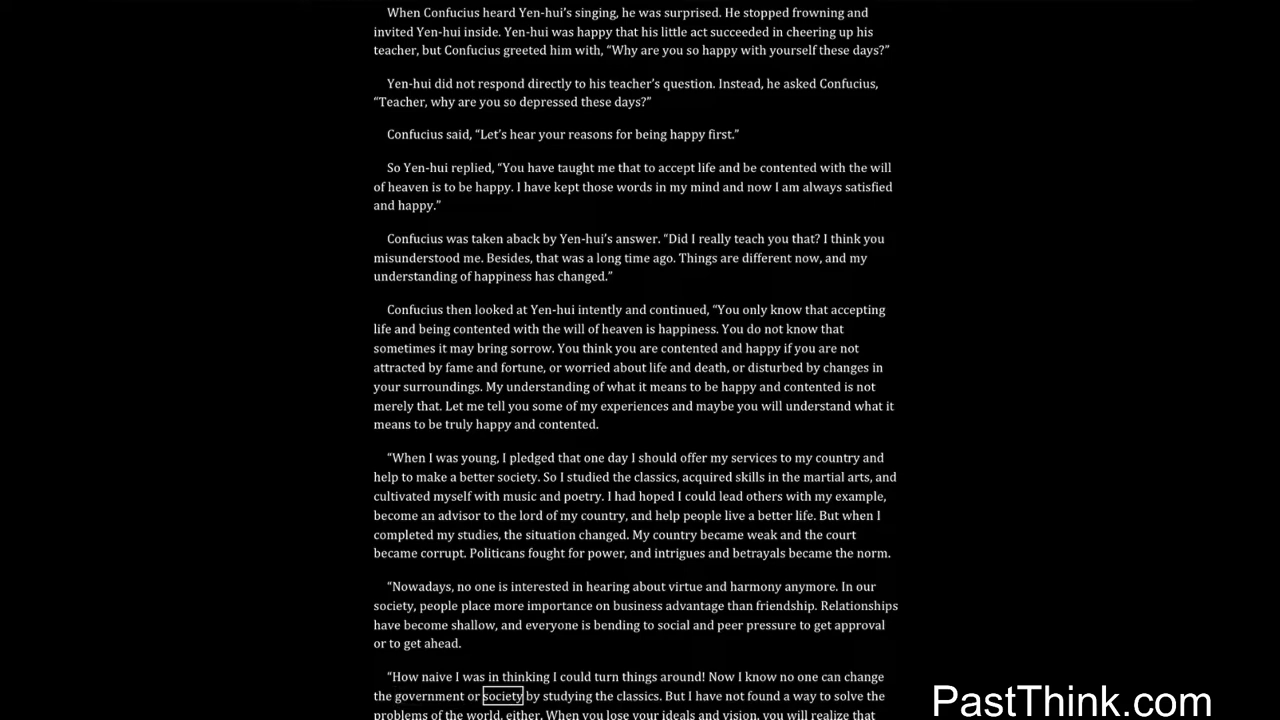 When Confucius heard Yen-hui’s singing, he was surprised. He stopped frowning and
invited Yen-hui inside. Yen-hui was happy that his little act succeeded in cheering up his
teacher, but Confucius greeted him with, “Why are you so happy with yourself these days?”
Yen-hui did not respond directly to his teacher’s question. Instead, he asked Confucius,
“Teacher, why are you so depressed these days?”
Confucius said, “Let’s hear your reasons for being happy first.”
So Yen-hui replied, “You have taught me that to accept life and be contented with the will
of heaven is to be happy. I have kept those words in my mind and now I am always satisfied
and happy.”
Confucius was taken aback by Yen-hui’s answer. “Did I really teach you that? I think you
misunderstood me. Besides, that was a long time ago. Things are different now, and my
understanding of happiness has changed.”
Confucius then looked at Yen-hui intently and continued, “You only know that accepting
life and being contented with the will of heaven is happiness. You do not know that
sometimes it may bring sorrow. You think you are contented and happy if you are not
attracted by fame and fortune, or worried about life and death, or disturbed by changes in
your surroundings. My understanding of what it means to be happy and contented is not
merely that. Let me tell you some of my experiences and maybe you will understand what it
means to be truly happy and contented.
“When I was young, I pledged that one day I should offer my services to my country and
help to make a better society. So I studied the classics, acquired skills in the martial arts, and
cultivated myself with music and poetry. I had hoped I could lead others with my example,
become an advisor to the lord of my country, and help people live a better life. But when I
completed my studies, the situation changed. My country became weak and the court
became corrupt. Politicans fought for power, and intrigues and betrayals became the norm.
“Nowadays, no one is interested in hearing about virtue and harmony anymore. In our
society, people place more importance on business advantage than friendship. Relationships
have become shallow, and everyone is bending to social and peer pressure to get approval
or to get ahead.
“How naive I was in thinking I could turn things around! Now I know no one can change
the government or society by studying the classics. But I have not found a way to solve the
problems of the world, either. When you lose your ideals and vision, you will realize that
PastThink.com